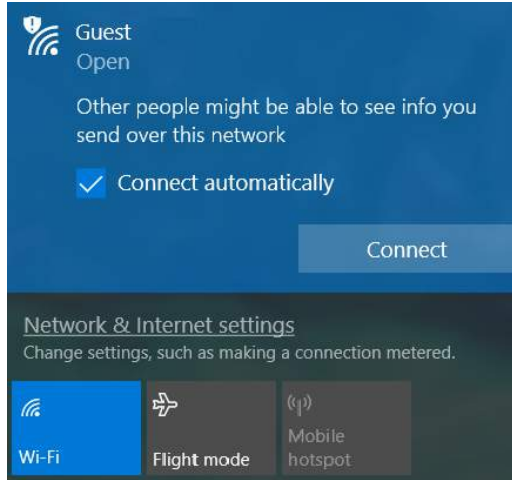 Guest
Open
Other people might be able to see info you
send over this network
Connect automatically
Connect
Network & Internet settings
Change settings, such as making a connection metered.
Wi-Fi
Flight mode
Mobile
hotspot